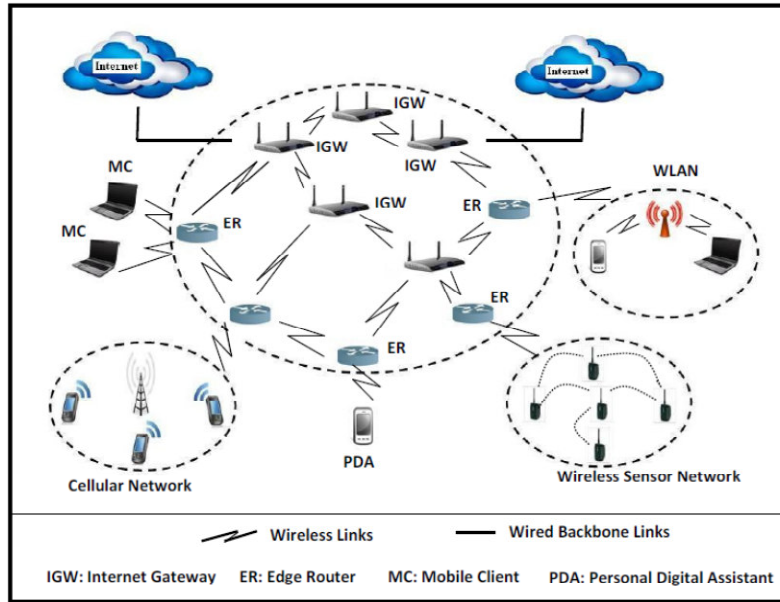 Internet
Internet
IGW
IGW
IGW
MC
WLAN
IGW
ER
ER
MC
ER
ER
PDA
Cellular Network
Wireless Sensor Network
Wireless Links
Wired Backbone Links
IGW: Internet Gateway
ER: Edge Router
MC: Mobile Client
PDA: Personal Digital Assistant